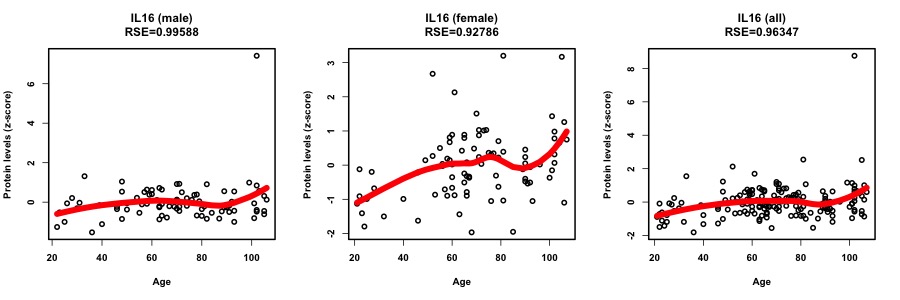 IL16 (male)
RSE=0.99588
Protein levels (z-score)
6
4
2
0
20 40 60 80 100
Age
IL16 (female)
RSE=0.92786
Protein levels (z-score)
3
2
1
0
-1
-2
20 40 60 80 100
Age
IL16 (all)
RSE=0.96347
Protein levels (z-score)
8
6
4
2
0
-2
20 40 60 80 100
Age